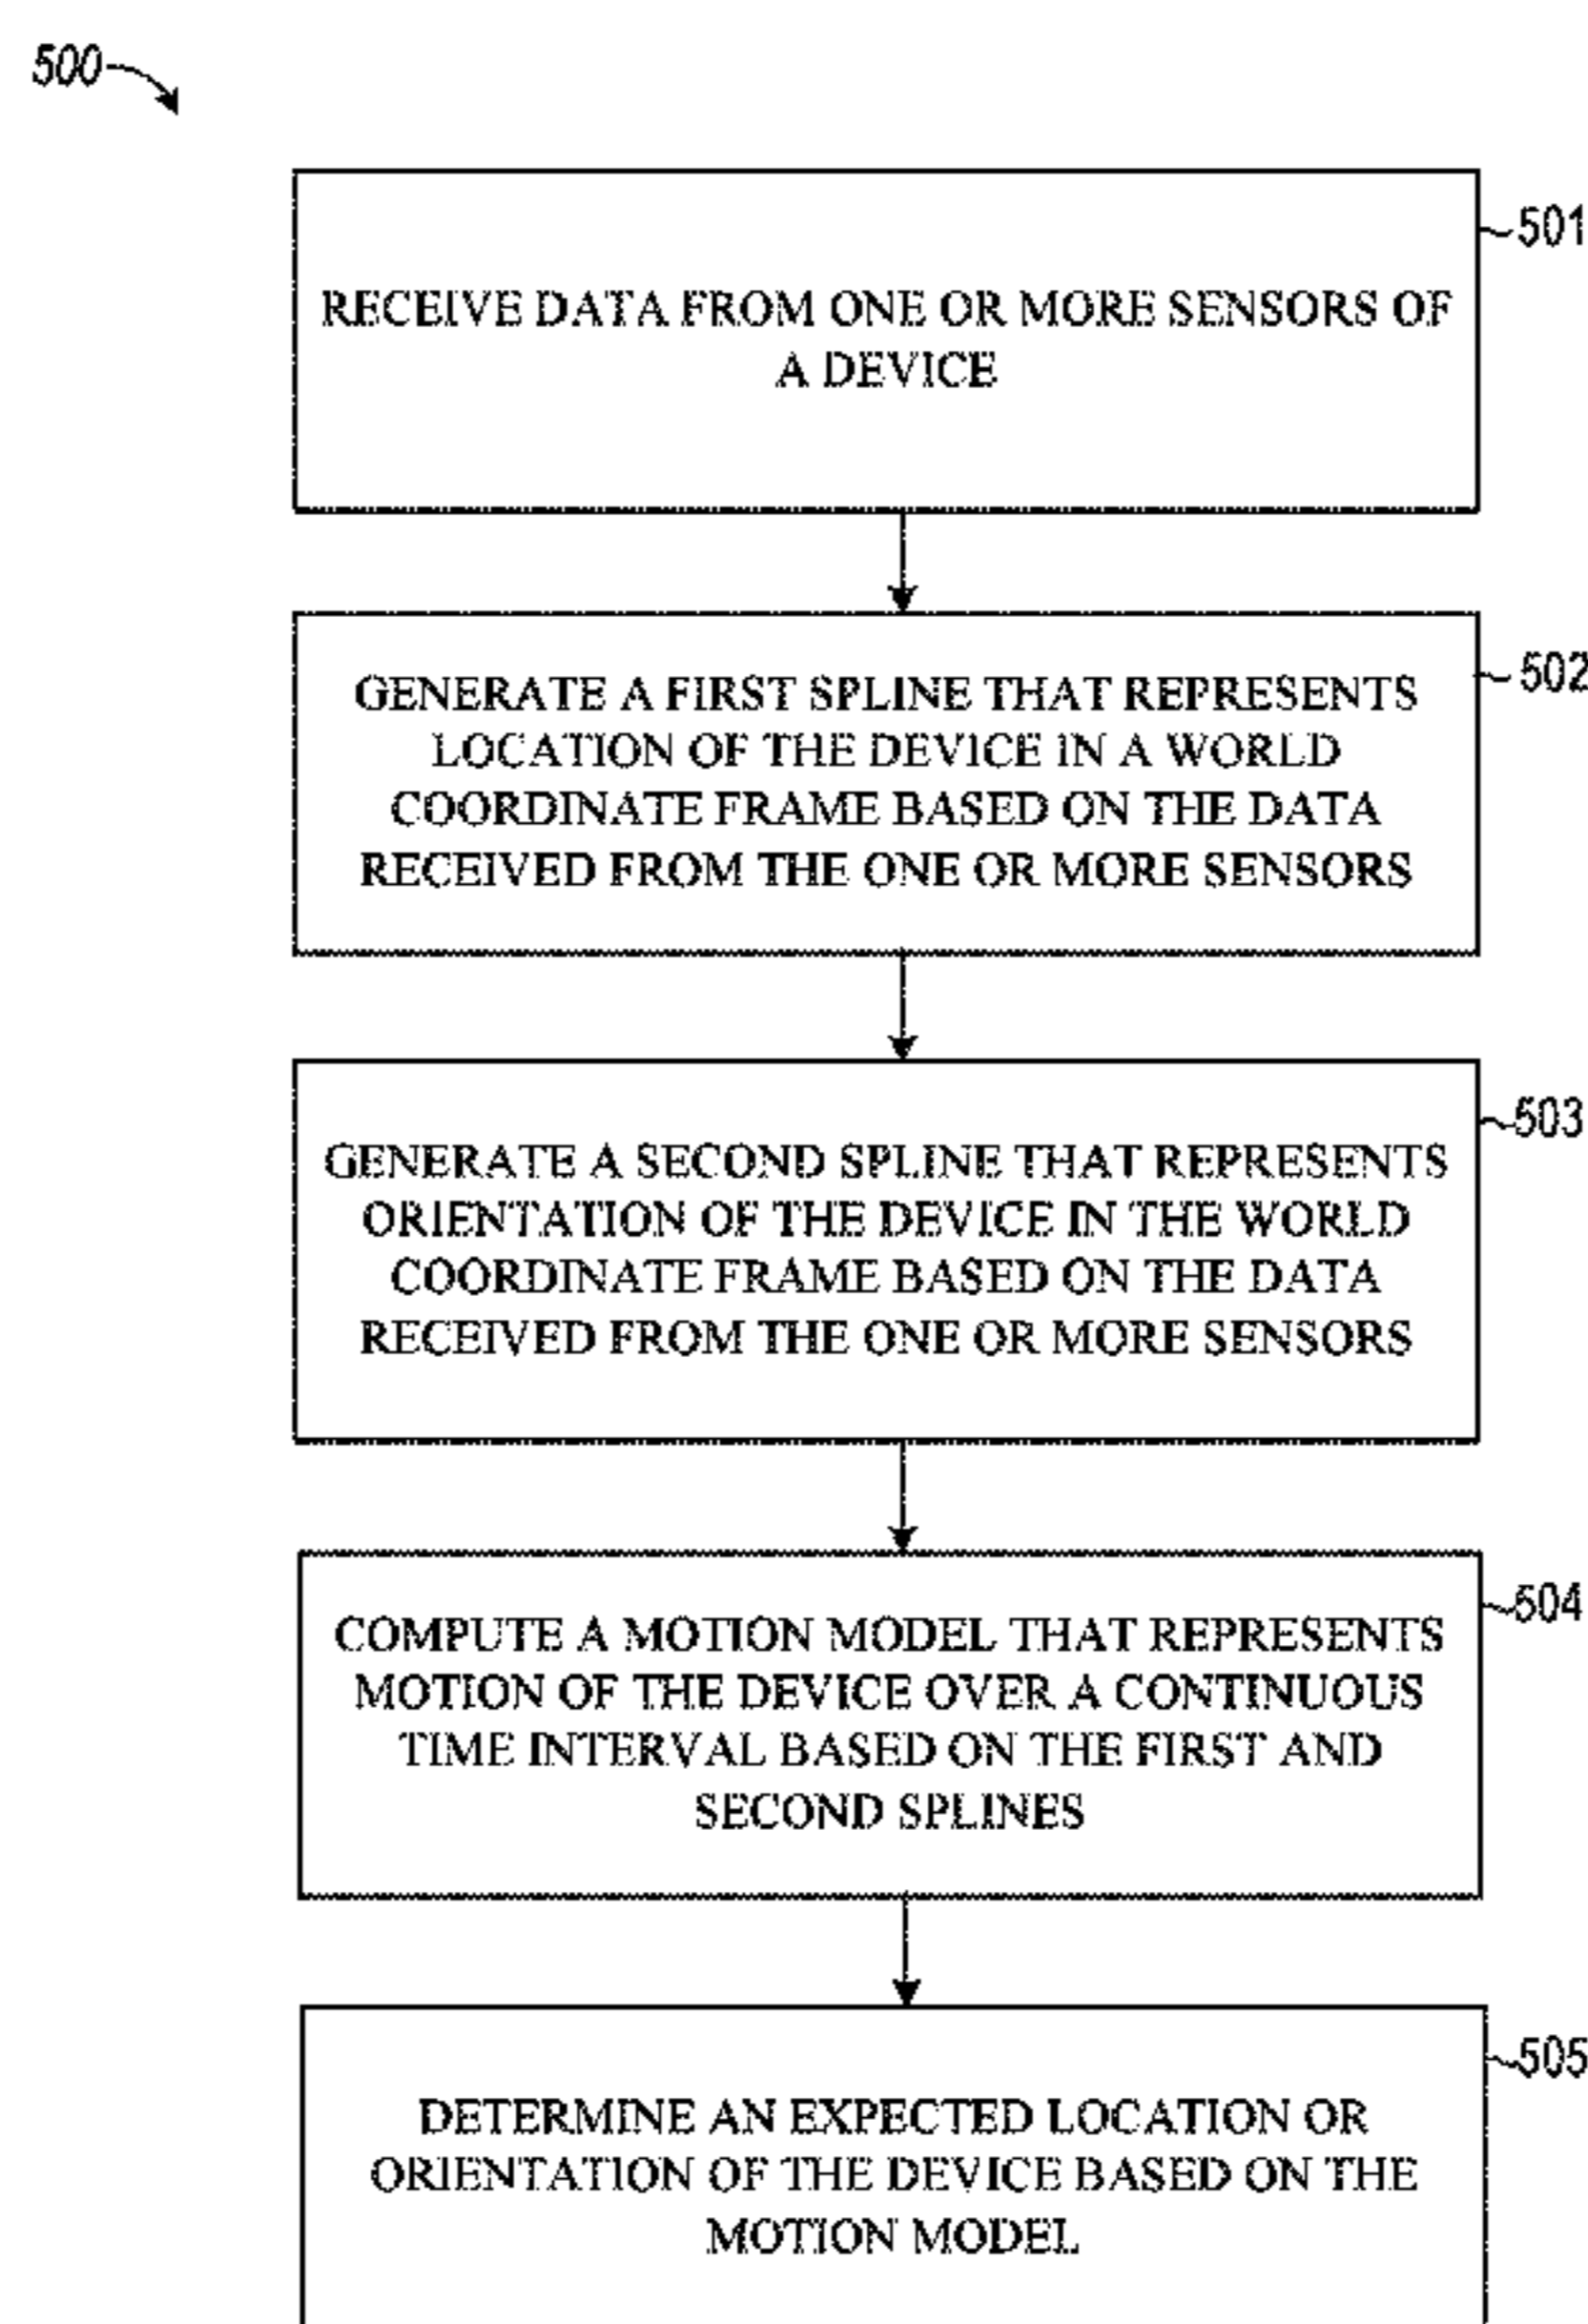 500
501
RECEIVE DATA FROM ONE OR MORE SENSORS OF
A DEVICE
502
GENERATE A FIRST SPLINE THAT REPRESENTS
LOCATION OF THE DEVICE IN A WORLD
COORDINATE FRAME BASED ON THE DATA
RECEIVED FROM THE ONE OR MORE SENSORS
503
GENERATE A SECOND SPLINE THAT REPRESENTS
ORIENTATION OF THE DEVICE IN THE WORLD
COORDINATE FRAME BASED ON THE DATA
RECEIVED FROM THE ONE OR MORE SENSORS
504
COMPUTE A MOTION MODEL THAT REPRESENTS
MOTION OF THE DEVICE OVER A CONTINUOUS
TIME INTERVAL BASED ON THE FIRST AND
SECOND SPLINES
505
DETERMINE AN EXPECTED LOCATION OR
ORIENTATION OF THE DEVICE BASED ON THE
MOTION MODEL